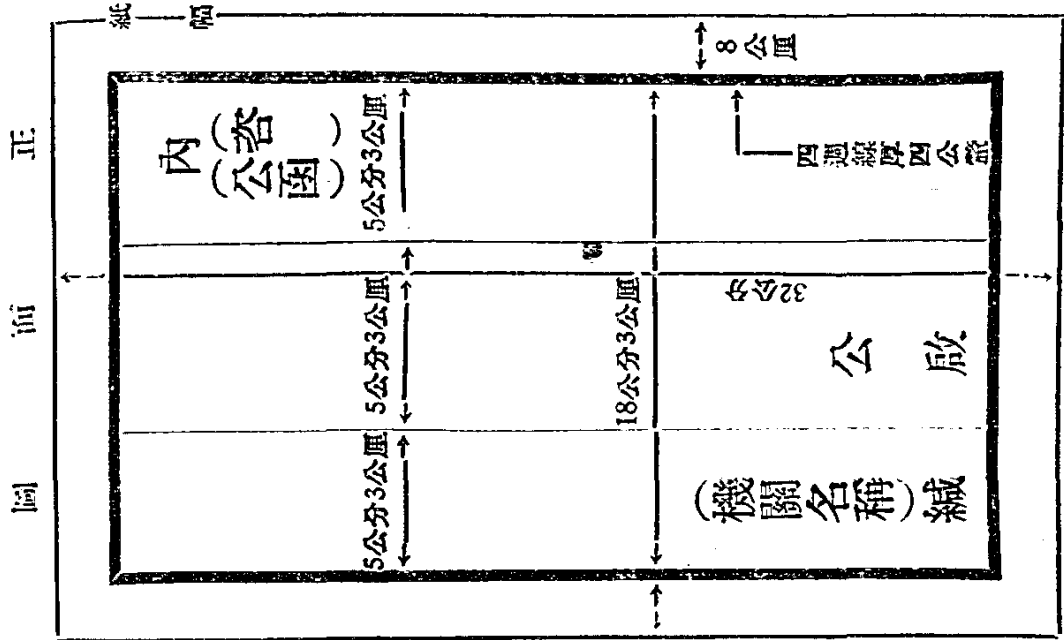 正面圖
紙幅
8公厘
四週線厚四公釐
內（咨）
（公函）
5公分3公厘
5公分3公厘
5公分3公厘
18公分3公厘
32公分
公啟
（機關名稱）緘